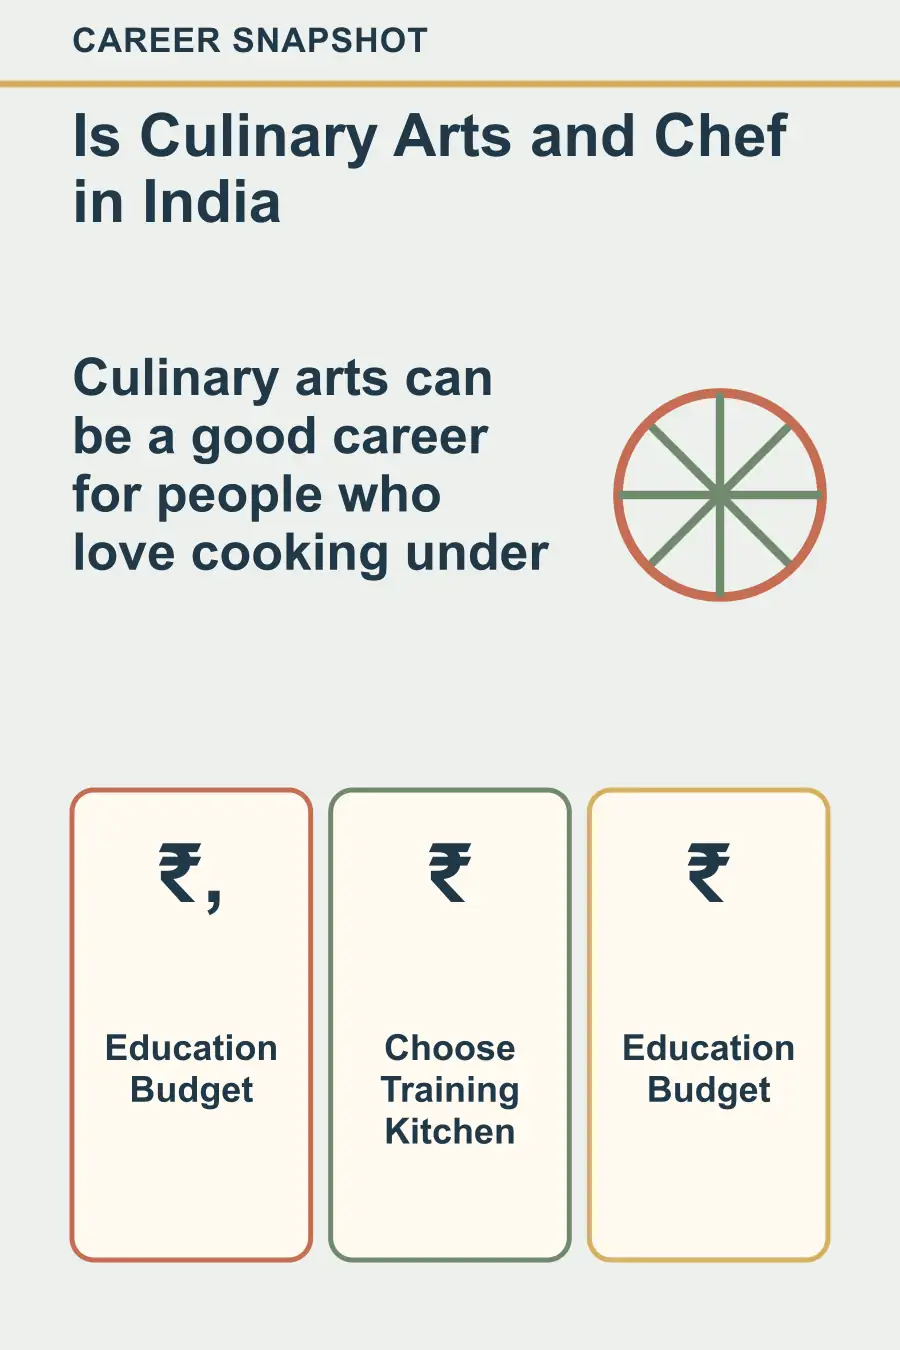 CAREER SNAPSHOT
Is Culinary Arts and Chef
in India
Culinary arts can
be a good career
for people who
love cooking under
₹,
Education
Budget
₹
Choose
Training
Kitchen
₹
Education
Budget